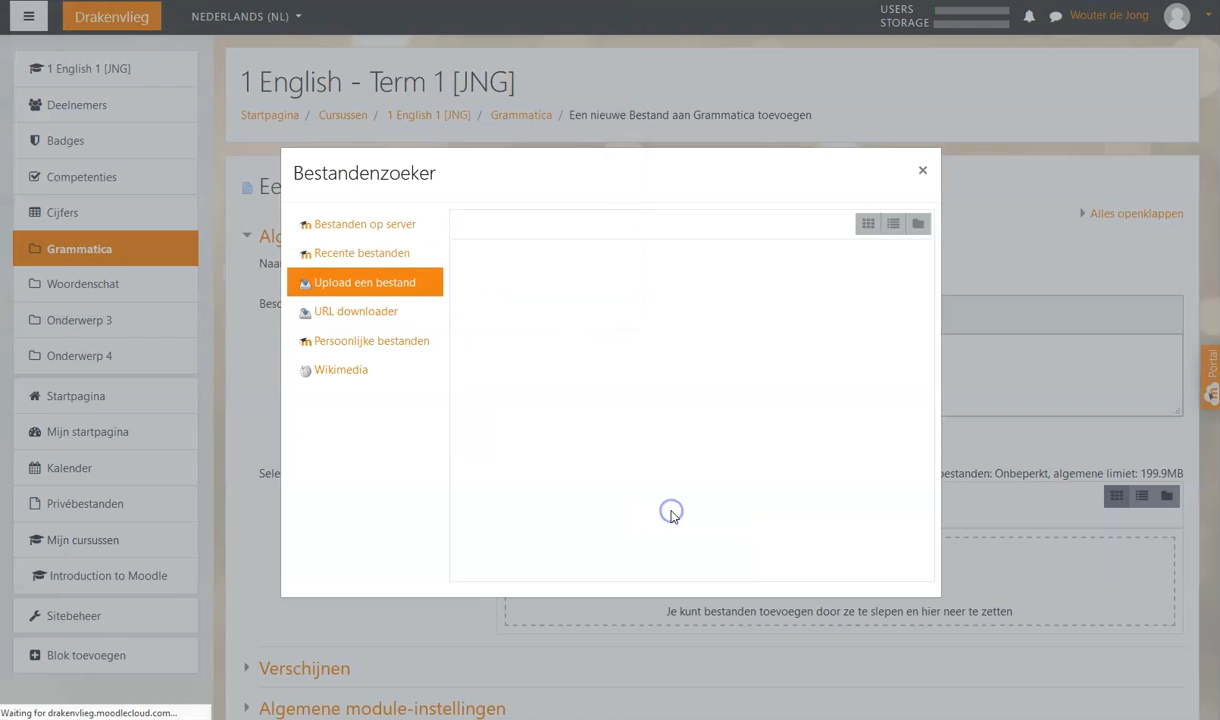 Drakenvlieg
NEDERLANDS (NL)
USERS
STORAGE
Wouter de Jong
1 English 1 [JNG]
Deelnemers
Badges
Competenties
Cijfers
Grammatica
Woordenschat
Onderwerp 3
Onderwerp 4
Startpagina
Mijn startpagina
Kalender
Privébestanden
Mijn cursussen
Introduction to Moodle
Sitebeheer
Blok toevoegen
1 English - Term 1 [JNG]
Startpagina / Cursussen / 1 English 1 [JNG] / Grammatica / Een nieuwe Bestand aan Grammatica toevoegen
Alles openklappen
Bestandenzoeker
×
Bestanden op server
Recente bestanden
Upload een bestand
URL downloader
Persoonlijke bestanden
Wikimedia
bestanden: Onbeperkt, algemene limiet: 199.9MB
Je kunt bestanden toevoegen door ze te slepen en hier neer te zetten
Verschijnen
Algemene module-instellingen
Portal
Waiting for drakenvlieg.moodlecloud.com...